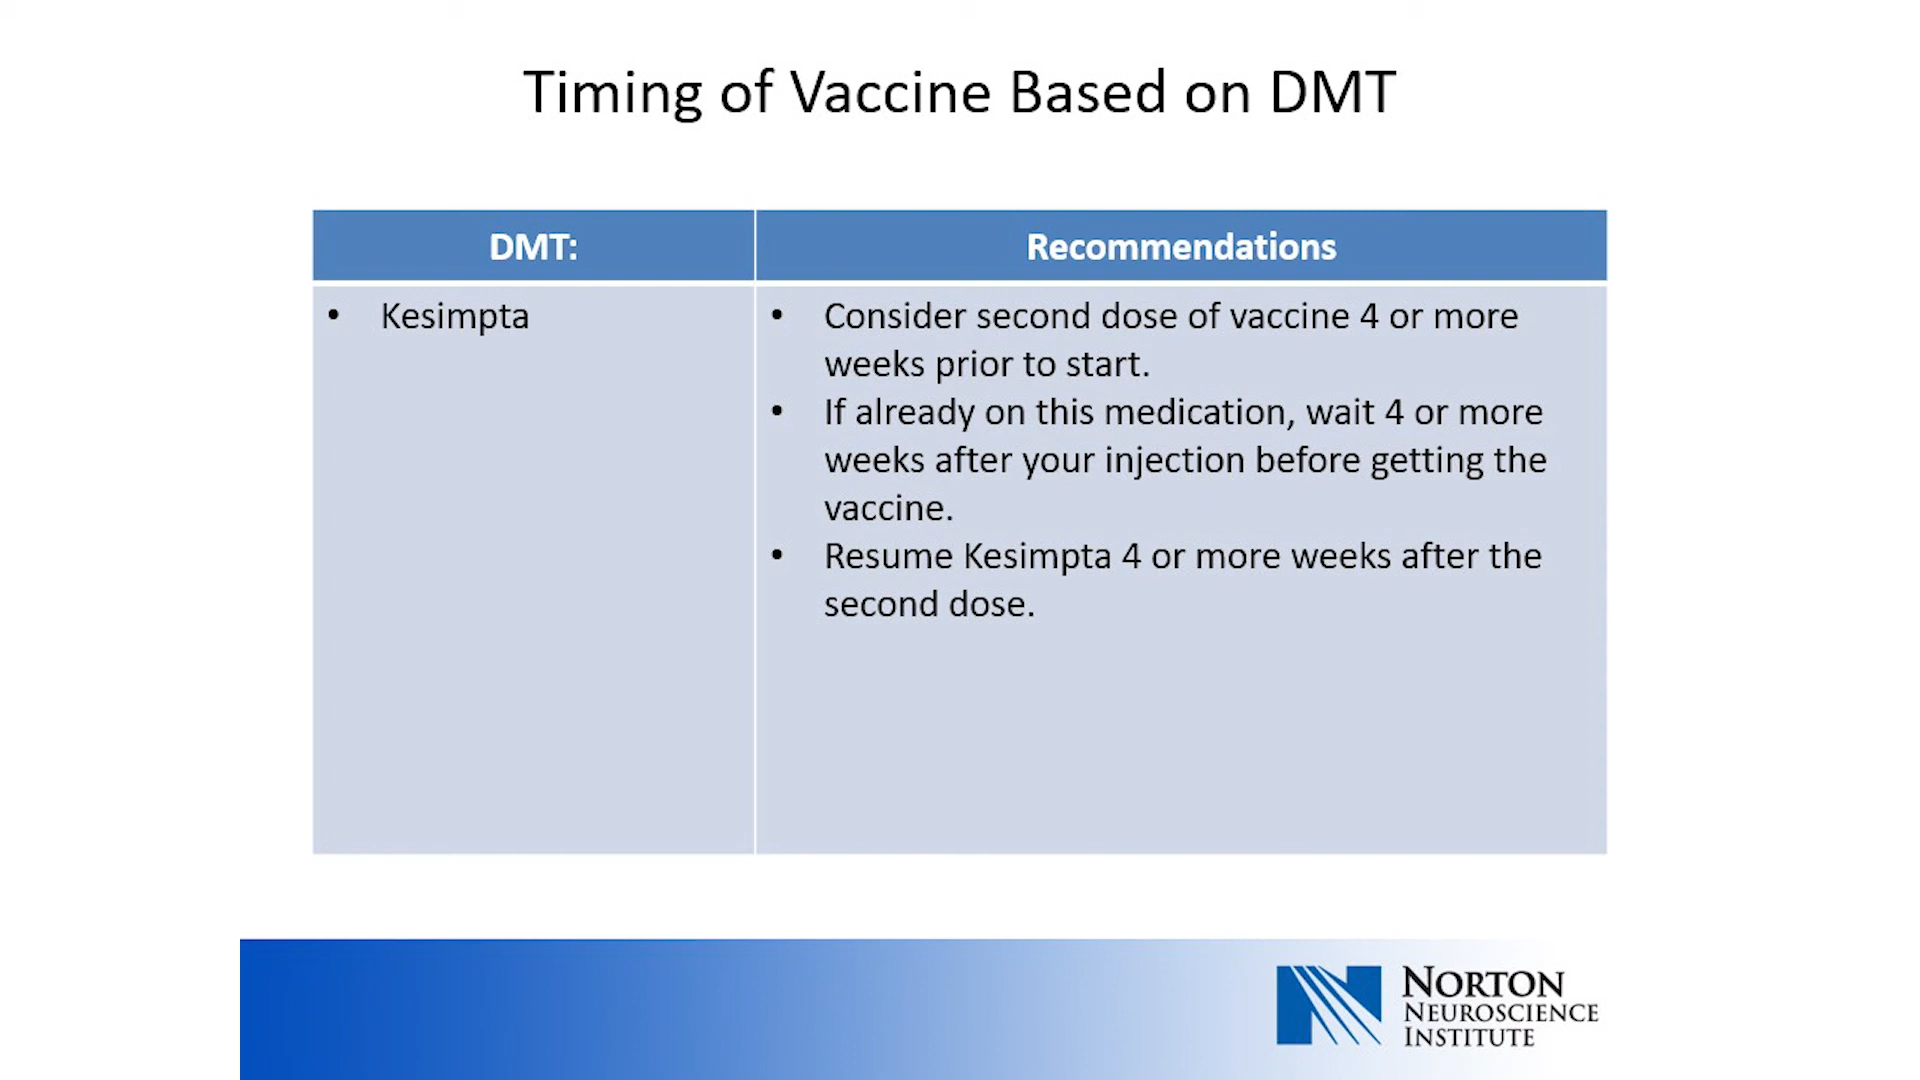 Timing of Vaccine Based on DMT
DMT:
Recommendations
• Kesimpta
• Consider second dose of vaccine 4 or more
weeks prior to start.
• If already on this medication, wait 4 or more
weeks after your injection before getting the
vaccine.
• Resume Kesimpta 4 or more weeks after the
second dose.
NORTON
NEUROSCIENCE
INSTITUTE